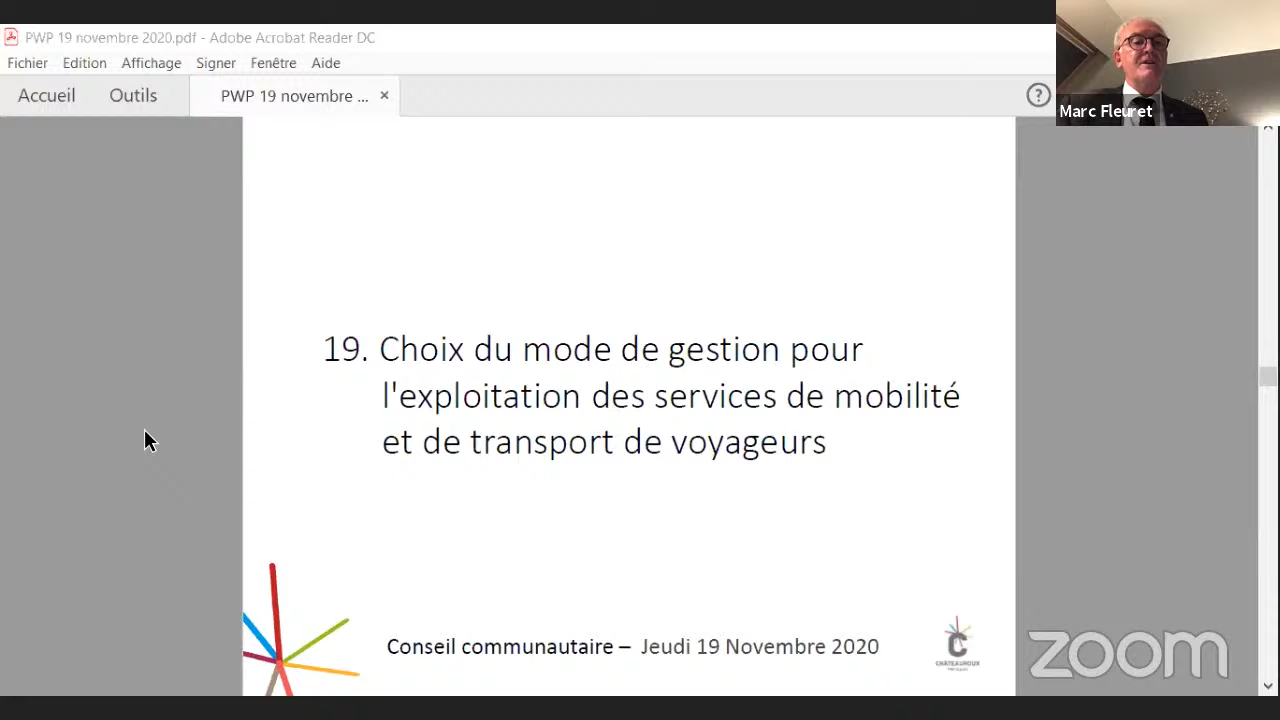 PWP 19 novembre 2020.pdf - Adobe Acrobat Reader DC
Fichier Edition Affichage Signer Fenêtre Aide
Accueil Outils PWP 19 novembre ... ×
?
Marc Fleuret
19. Choix du mode de gestion pour
l'exploitation des services de mobilité
et de transport de voyageurs
Conseil communautaire – Jeudi 19 Novembre 2020
C
CHÂTEAUROUX
zoom